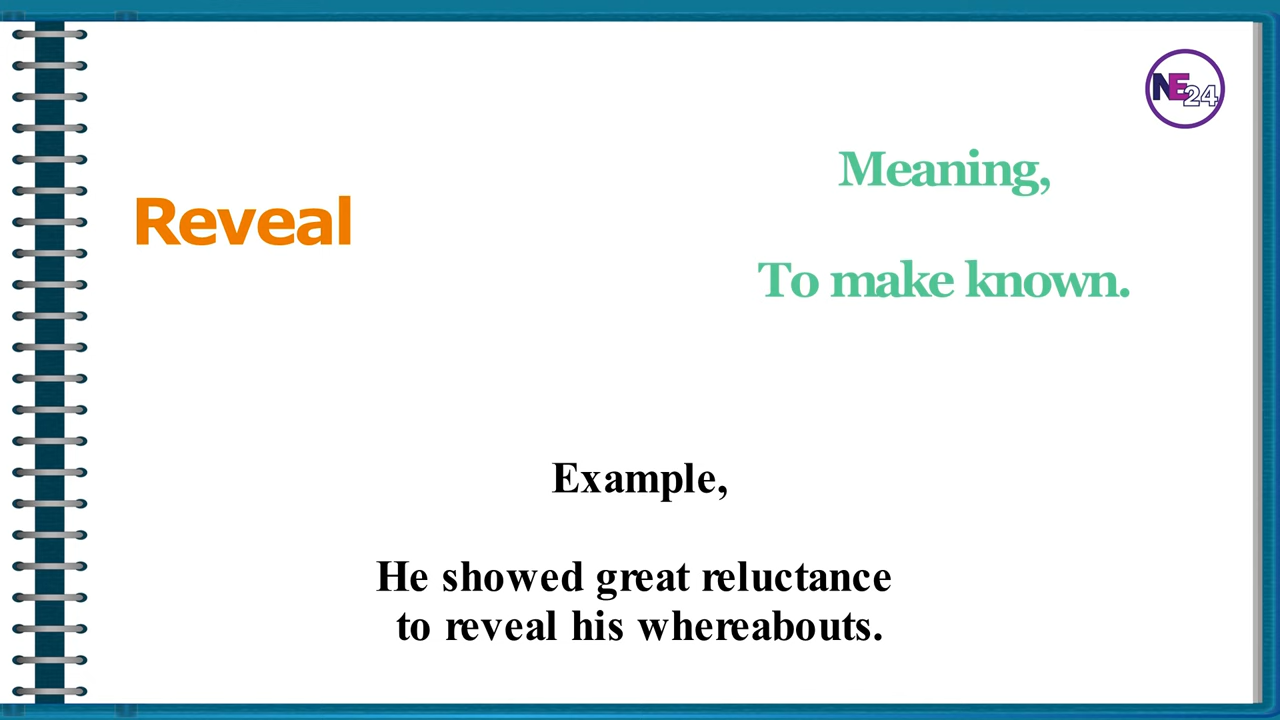 NE24
Meaning,
Reveal
To make known.
Example,
He showed great reluctance
to reveal his whereabouts.